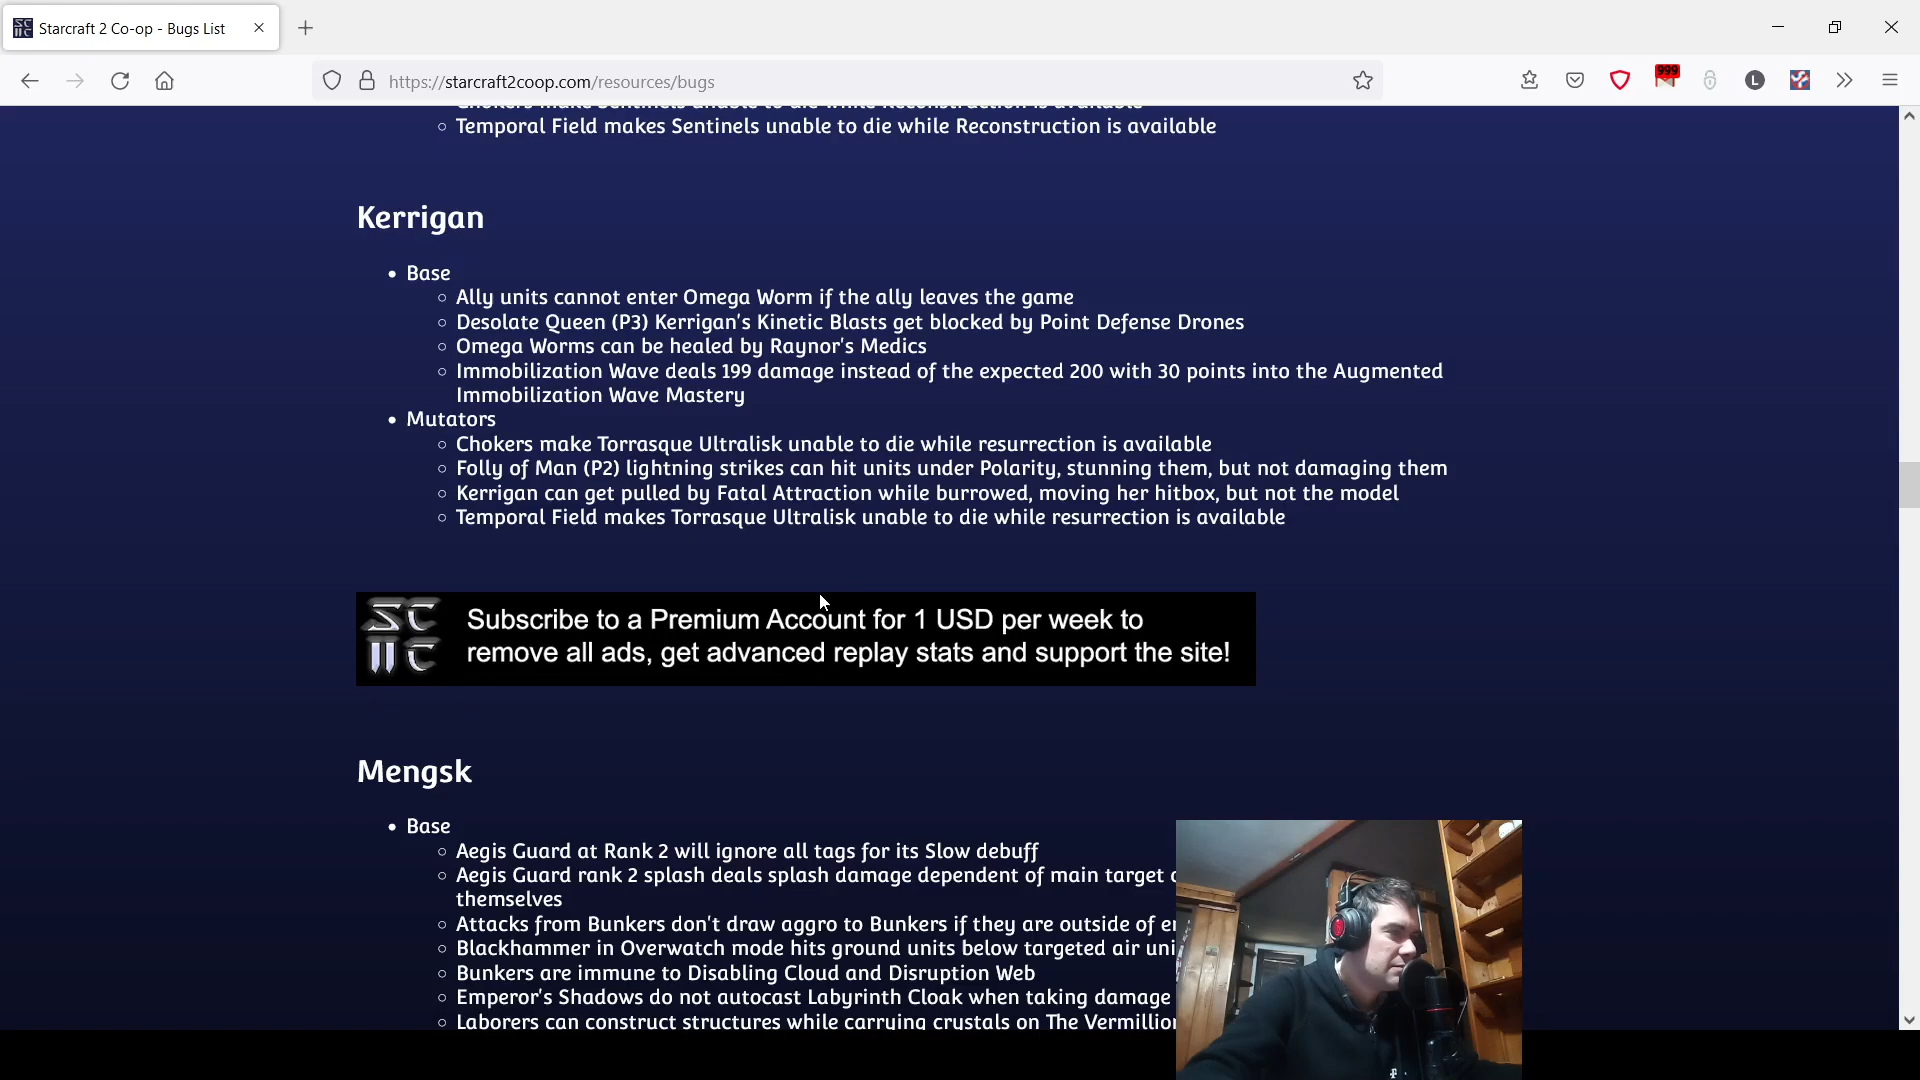 Starcraft 2 Co-op - Bugs List
https://starcraft2coop.com/resources/bugs
999
L
Temporal Field makes Sentinels unable to die while Reconstruction is available
Kerrigan
Base
Ally units cannot enter Omega Worm if the ally leaves the game
Desolate Queen (P3) Kerrigan's Kinetic Blasts get blocked by Point Defense Drones
Omega Worms can be healed by Raynor's Medics
Immobilization Wave deals 199 damage instead of the expected 200 with 30 points into the Augmented
Immobilization Wave Mastery
Mutators
Chokers make Torrasque Ultralisk unable to die while resurrection is available
Folly of Man (P2) lightning strikes can hit units under Polarity, stunning them, but not damaging them
Kerrigan can get pulled by Fatal Attraction while burrowed, moving her hitbox, but not the model
Temporal Field makes Torrasque Ultralisk unable to die while resurrection is available
SC
IIC
Subscribe to a Premium Account for 1 USD per week to
remove all ads, get advanced replay stats and support the site!
Mengsk
Base
Aegis Guard at Rank 2 will ignore all tags for its Slow debuff
Aegis Guard rank 2 splash deals splash damage dependent of main target
themselves
Attacks from Bunkers don't draw aggro to Bunkers if they are outside of
Blackhammer in Overwatch mode hits ground units below targeted air
Bunkers are immune to Disabling Cloud and Disruption Web
Emperor's Shadows do not autocast Labyrinth Cloak when taking damage
Laborers can construct structures while carrying crystals on The